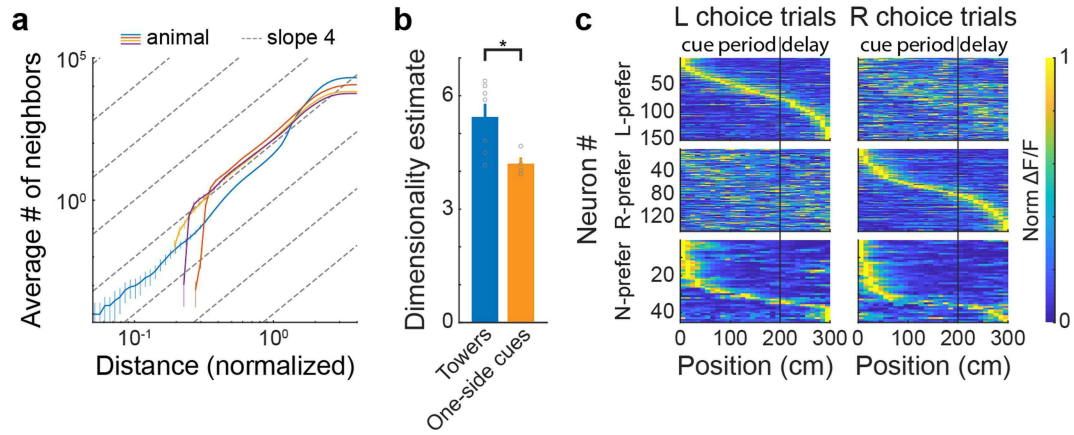 a
animal
slope 4
10^5
10^0
Average # of neighbors
10^-1
10^0
Distance (normalized)
b
*
6
3
0
Dimensionality estimate
Towers
One-side cues
c
L choice trials
R choice trials
cue period
delay
cue period
delay
Neuron #
L-prefer
50
100
150
R-prefer
40
80
120
N-prefer
20
40
0
100
200
300
0
100
200
300
Position (cm)
Position (cm)
1
Norm ΔF/F
0